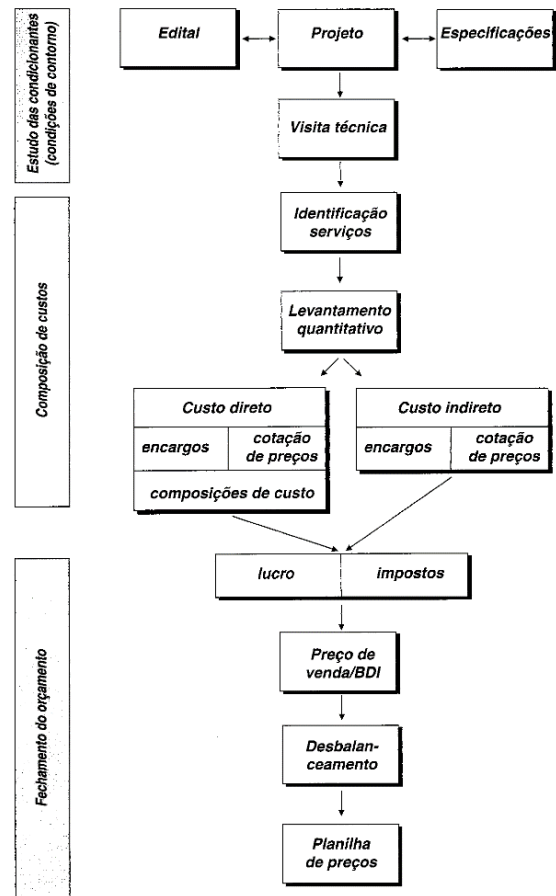 Estudo das condicionantes
(condições de contorno)
Edital
Projeto
Especificações
Visita técnica
Composição de custos
Identificação
serviços
Levantamento
quantitativo
Custo direto
encargos
cotação
de preços
composições de custo
Custo indireto
encargos
cotação
de preços
Fechamento do orçamento
lucro
impostos
Preço de
venda/BDI
Desbalan-
ceamento
Planilha
de preços